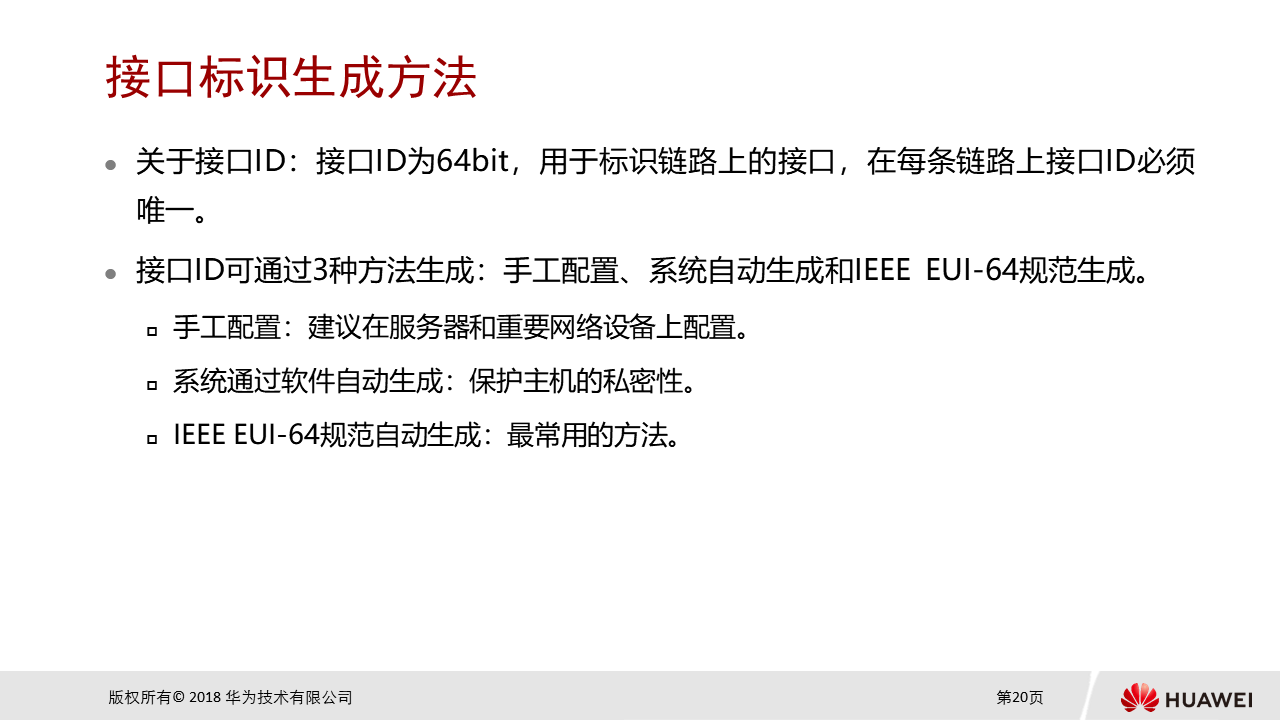 接口标识生成方法
关于接口ID：接口ID为64bit，用于标识链路上的接口，在每条链路上接口ID必须
唯一。
接口ID可通过3种方法生成：手工配置、系统自动生成和IEEE EUI-64规范生成。
手工配置：建议在服务器和重要网络设备上配置。
系统通过软件自动生成：保护主机的私密性。
IEEE EUI-64规范自动生成：最常用的方法。
版权所有© 2018 华为技术有限公司
第20页
HUAWEI